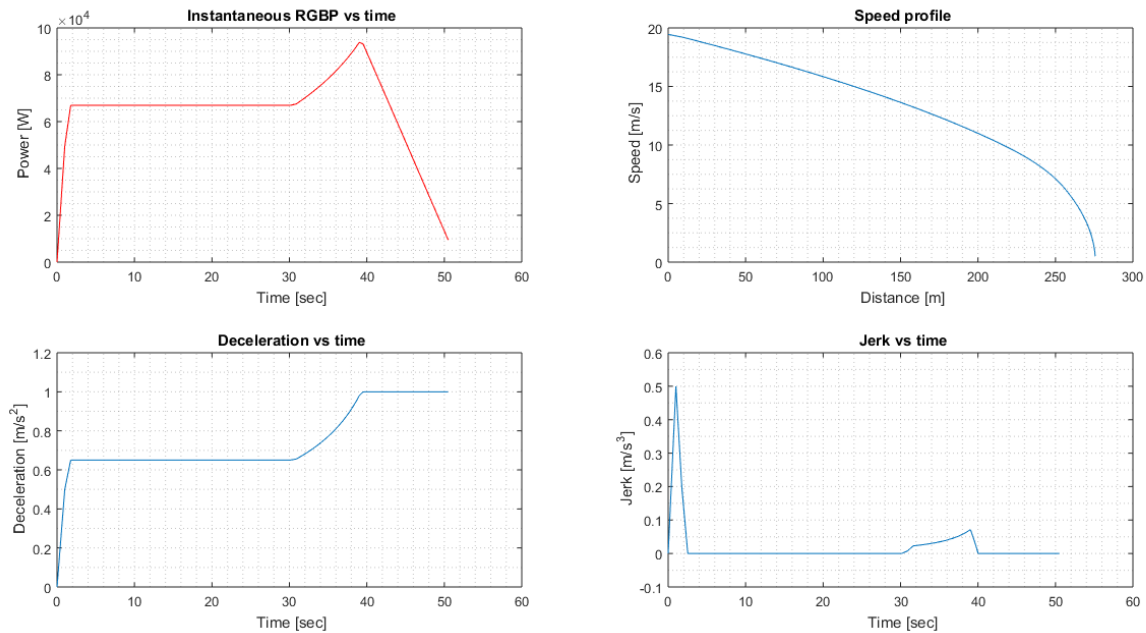 Instantaneous RGBP vs time
×10⁴
10
8
6
4
2
0
Power [W]
0 10 20 30 40 50 60
Time [sec]
Speed profile
20
15
10
5
0
Speed [m/s]
0 50 100 150 200 250 300
Distance [m]
Deceleration vs time
1.2
1
0.8
0.6
0.4
0.2
0
Deceleration [m/s²]
0 10 20 30 40 50 60
Time [sec]
Jerk vs time
0.6
0.5
0.4
0.3
0.2
0.1
0
-0.1
Jerk [m/s³]
0 10 20 30 40 50 60
Time [sec]